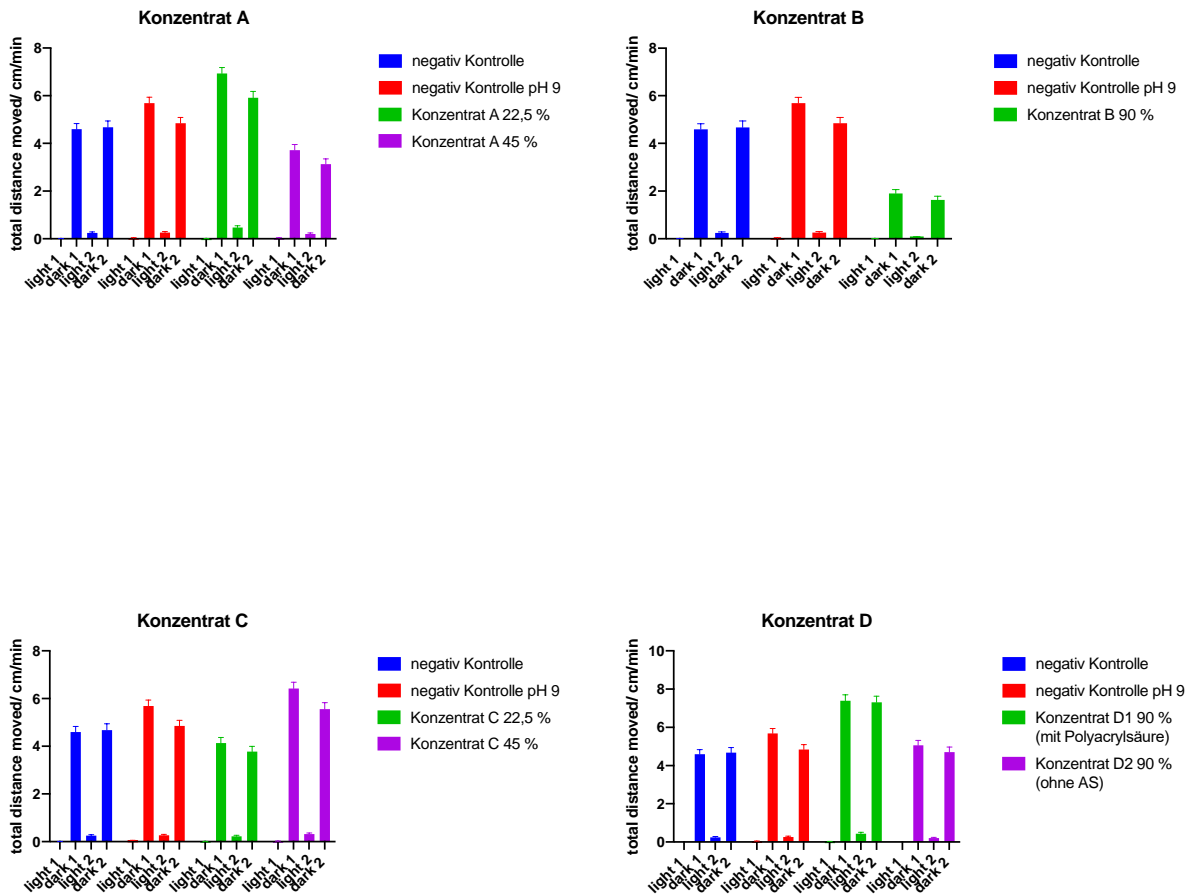 Konzentrat A
total distance moved/ cm/min
8
6
4
2
0
light 1
dark 1
light 2
dark 2
light 1
dark 1
light 2
dark 2
light 1
dark 1
light 2
dark 2
light 1
dark 1
light 2
dark 2
negativ Kontrolle
negativ Kontrolle pH 9
Konzentrat A 22,5 %
Konzentrat A 45 %
Konzentrat B
total distance moved/ cm/min
8
6
4
2
0
light 1
dark 1
light 2
dark 2
light 1
dark 1
light 2
dark 2
light 1
dark 1
light 2
dark 2
negativ Kontrolle
negativ Kontrolle pH 9
Konzentrat B 90 %
Konzentrat C
total distance moved/ cm/min
8
6
4
2
0
light 1
dark 1
light 2
dark 2
light 1
dark 1
light 2
dark 2
light 1
dark 1
light 2
dark 2
light 1
dark 1
light 2
dark 2
negativ Kontrolle
negativ Kontrolle pH 9
Konzentrat C 22,5 %
Konzentrat C 45 %
Konzentrat D
total distance moved/ cm/min
10
8
6
4
2
0
light 1
dark 1
light 2
dark 2
light 1
dark 1
light 2
dark 2
light 1
dark 1
light 2
dark 2
light 1
dark 1
light 2
dark 2
negativ Kontrolle
negativ Kontrolle pH 9
Konzentrat D1 90 %
(mit Polyacrylsäure)
Konzentrat D2 90 %
(ohne AS)